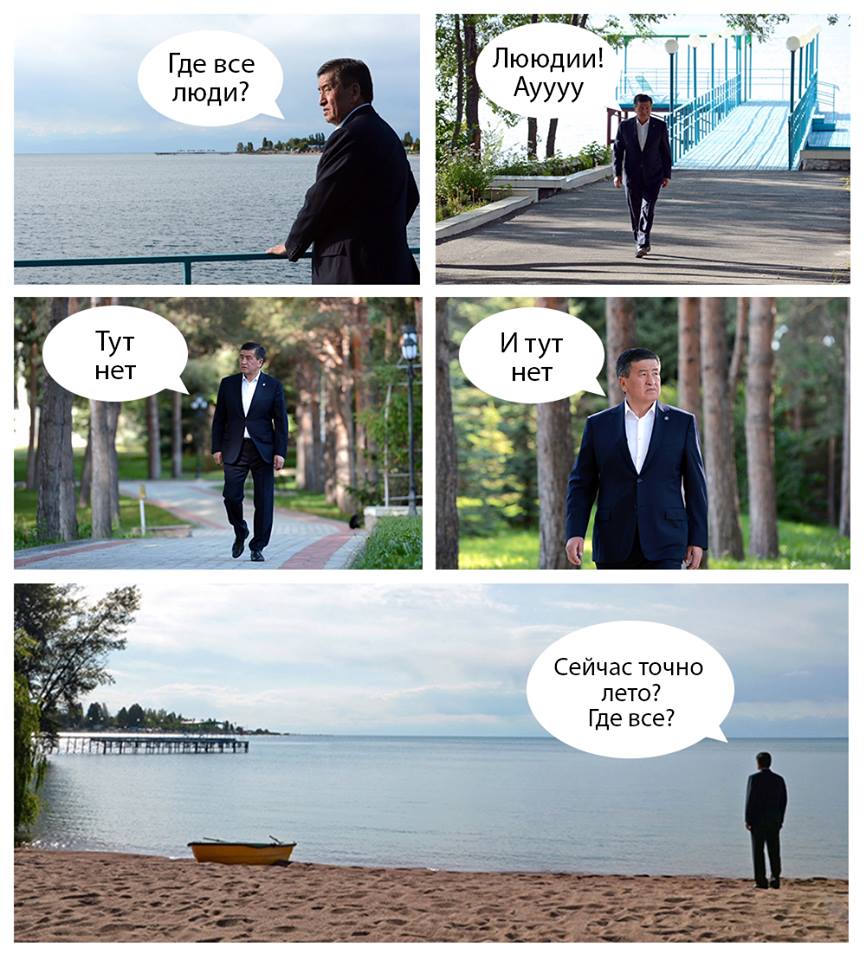 Где все
люди?
Лююдии!
Ауууу
Тут
нет
И тут
нет
Сейчас точно
лето?
Где все?